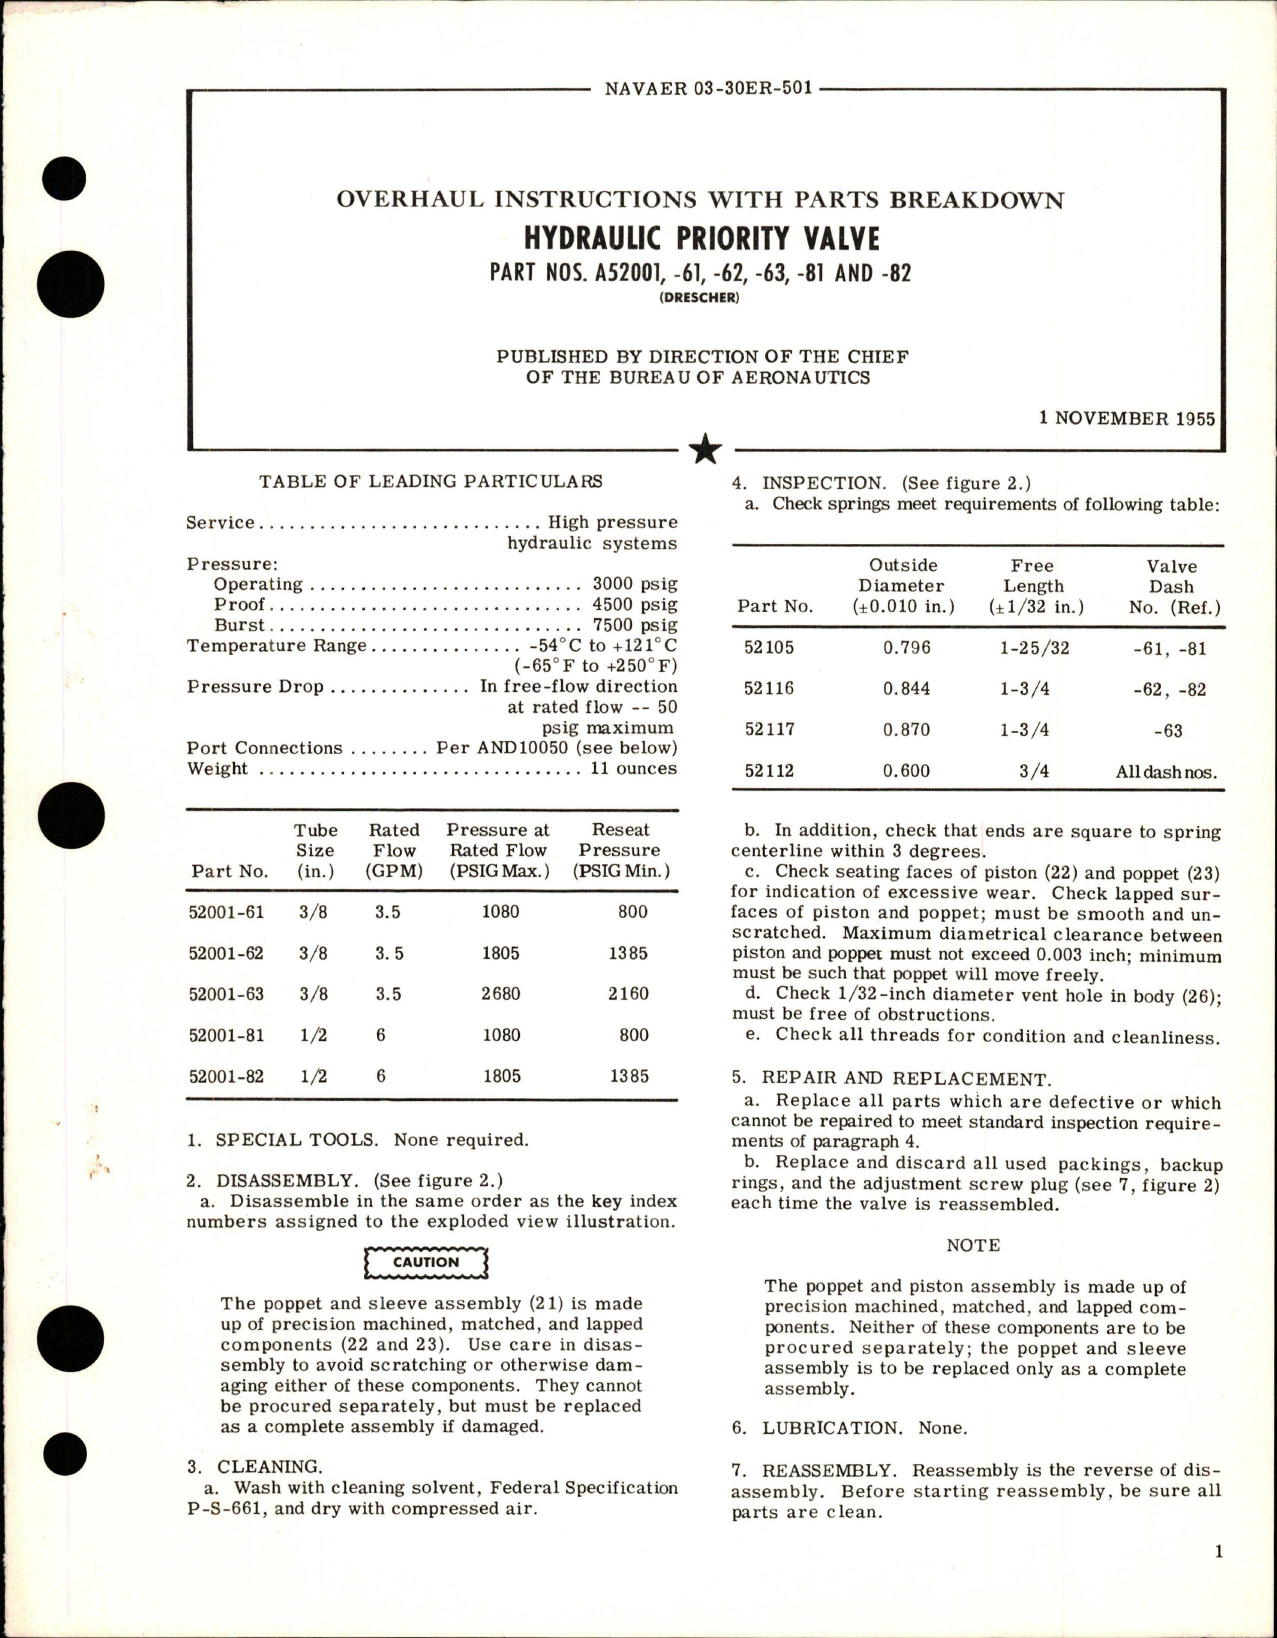 NAVAER 03-30ER-501
OVERHAUL INSTRUCTIONS WITH PARTS BREAKDOWN
HYDRAULIC PRIORITY VALVE
PART NOS. A52001, -61, -62, -63, -81 AND -82
(DRESCHER)
PUBLISHED BY DIRECTION OF THE CHIEF
OF THE BUREAU OF AERONAUTICS
1 NOVEMBER 1955
TABLE OF LEADING PARTICULARS
Service............................ High pressure
hydraulic systems
Pressure:
Operating ........................... 3000 psig
Proof............................... 4500 psig
Burst............................... 7500 psig
Temperature Range............... -54°C to +121°C
(-65°F to +250°F)
Pressure Drop .............. In free-flow direction
at rated flow -- 50
psig maximum
Port Connections ........ Per AND10050 (see below)
Weight ................................ 11 ounces
Tube Rated Pressure at Reseat
Size Flow Rated Flow Pressure
Part No. (in.) (GPM) (PSIG Max.) (PSIG Min.)
52001-61 3/8 3.5 1080 800
52001-62 3/8 3.5 1805 1385
52001-63 3/8 3.5 2680 2160
52001-81 1/2 6 1080 800
52001-82 1/2 6 1805 1385
1. SPECIAL TOOLS. None required.
2. DISASSEMBLY. (See figure 2.)
a. Disassemble in the same order as the key index
numbers assigned to the exploded view illustration.
CAUTION
The poppet and sleeve assembly (21) is made
up of precision machined, matched, and lapped
components (22 and 23). Use care in disas-
sembly to avoid scratching or otherwise dam-
aging either of these components. They cannot
be procured separately, but must be replaced
as a complete assembly if damaged.
3. CLEANING.
a. Wash with cleaning solvent, Federal Specification
P-S-661, and dry with compressed air.
4. INSPECTION. (See figure 2.)
a. Check springs meet requirements of following table:
Outside Free Valve
Diameter Length Dash
Part No. (±0.010 in.) (±1/32 in.) No. (Ref.)
52105 0.796 1-25/32 -61, -81
52116 0.844 1-3/4 -62, -82
52117 0.870 1-3/4 -63
52112 0.600 3/4 All dash nos.
b. In addition, check that ends are square to spring
centerline within 3 degrees.
c. Check seating faces of piston (22) and poppet (23)
for indication of excessive wear. Check lapped sur-
faces of piston and poppet; must be smooth and un-
scratched. Maximum diametrical clearance between
piston and poppet must not exceed 0.003 inch; minimum
must be such that poppet will move freely.
d. Check 1/32-inch diameter vent hole in body (26);
must be free of obstructions.
e. Check all threads for condition and cleanliness.
5. REPAIR AND REPLACEMENT.
a. Replace all parts which are defective or which
cannot be repaired to meet standard inspection require-
ments of paragraph 4.
b. Replace and discard all used packings, backup
rings, and the adjustment screw plug (see 7, figure 2)
each time the valve is reassembled.
NOTE
The poppet and piston assembly is made up of
precision machined, matched, and lapped com-
ponents. Neither of these components are to be
procured separately; the poppet and sleeve
assembly is to be replaced only as a complete
assembly.
6. LUBRICATION. None.
7. REASSEMBLY. Reassembly is the reverse of dis-
assembly. Before starting reassembly, be sure all
parts are clean.
1